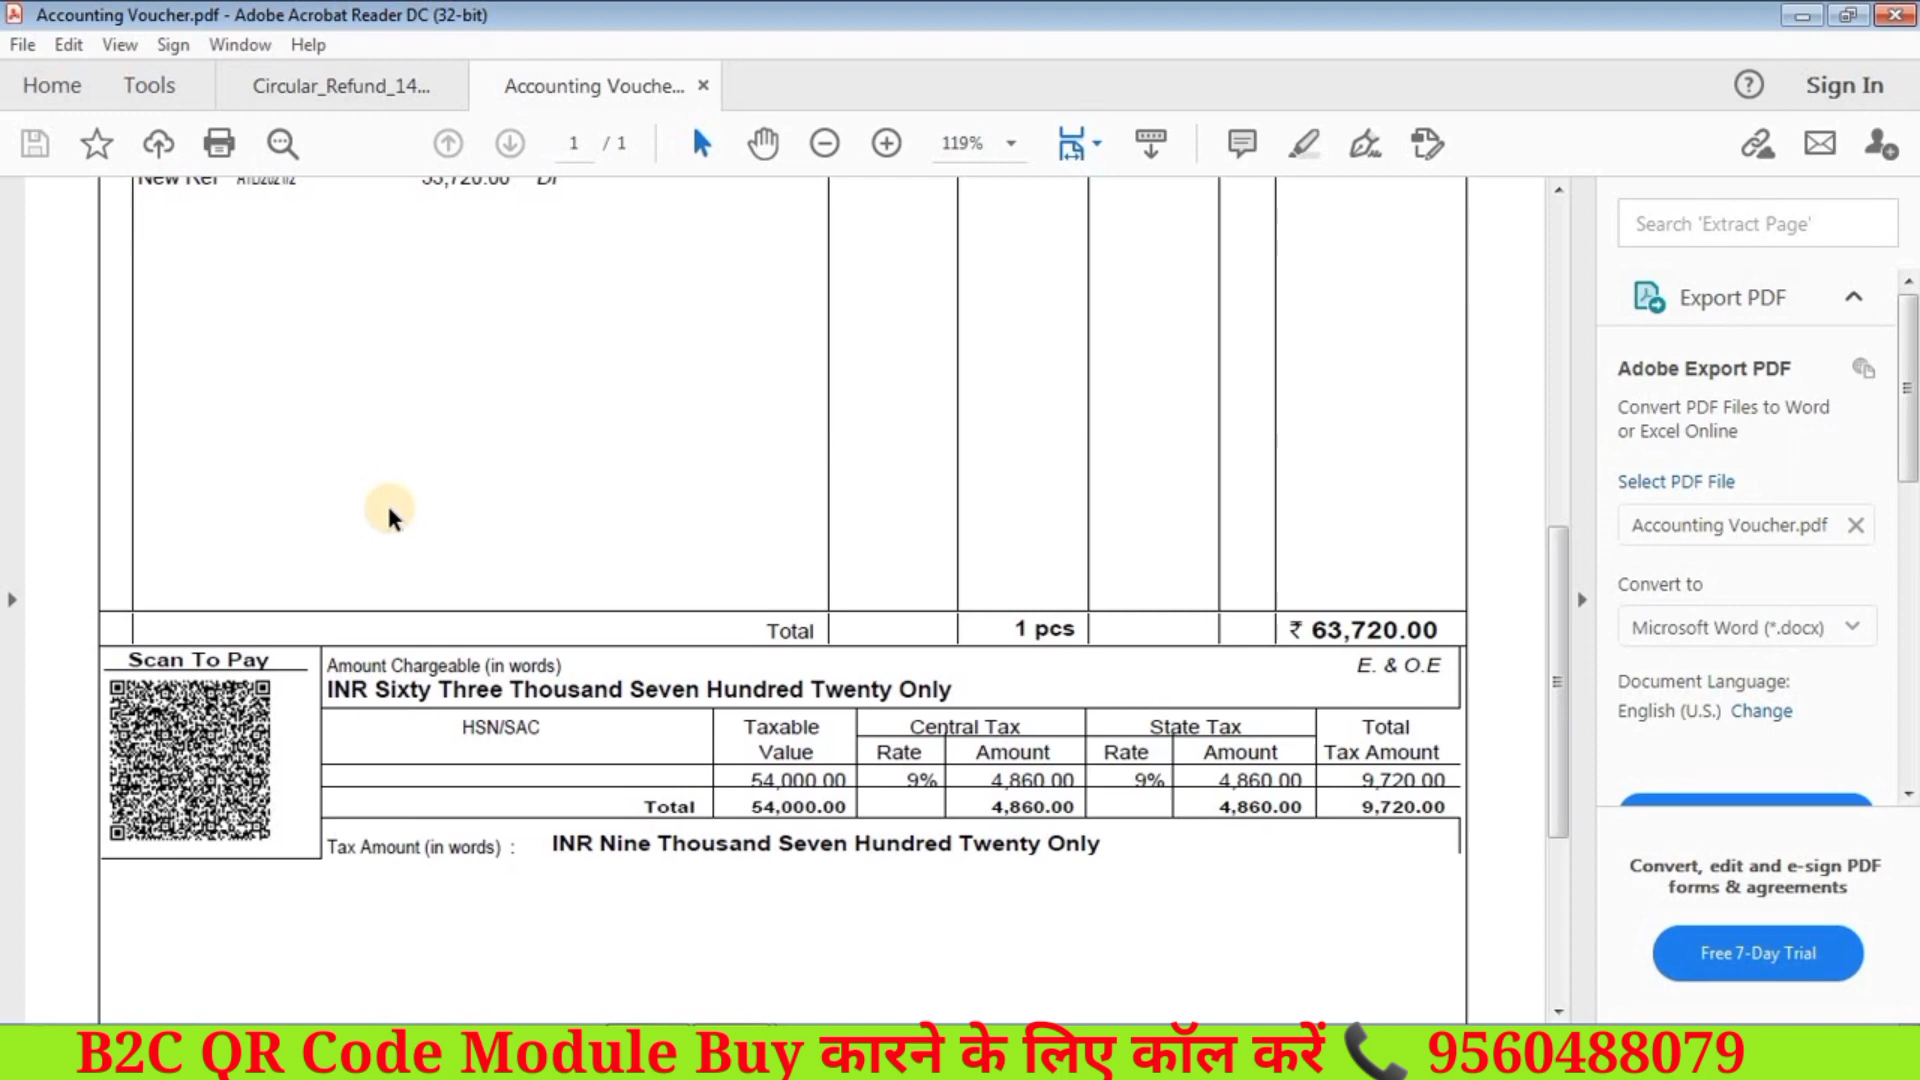 Accounting Voucher.pdf - Adobe Acrobat Reader DC (32-bit)
File Edit View Sign Window Help
Home Tools Circular_Refund_14... Accounting Vouche... Sign In
1 / 1 119%
New Ref 53,720.00 Dr
Total 1 pcs ₹ 63,720.00
Scan To Pay
Amount Chargeable (in words) E. & O.E
INR Sixty Three Thousand Seven Hundred Twenty Only
HSN/SAC Taxable Central Tax State Tax Total
Value Rate Amount Rate Amount Tax Amount
54,000.00 9% 4,860.00 9% 4,860.00 9,720.00
Total 54,000.00 4,860.00 4,860.00 9,720.00
Tax Amount (in words) : INR Nine Thousand Seven Hundred Twenty Only
Search 'Extract Page'
Export PDF
Adobe Export PDF
Convert PDF Files to Word
or Excel Online
Select PDF File
Accounting Voucher.pdf
Convert to
Microsoft Word (*.docx)
Document Language:
English (U.S.) Change
Convert, edit and e-sign PDF
forms & agreements
Free 7-Day Trial
B2C QR Code Module Buy कारने के लिए कॉल करें 9560488079